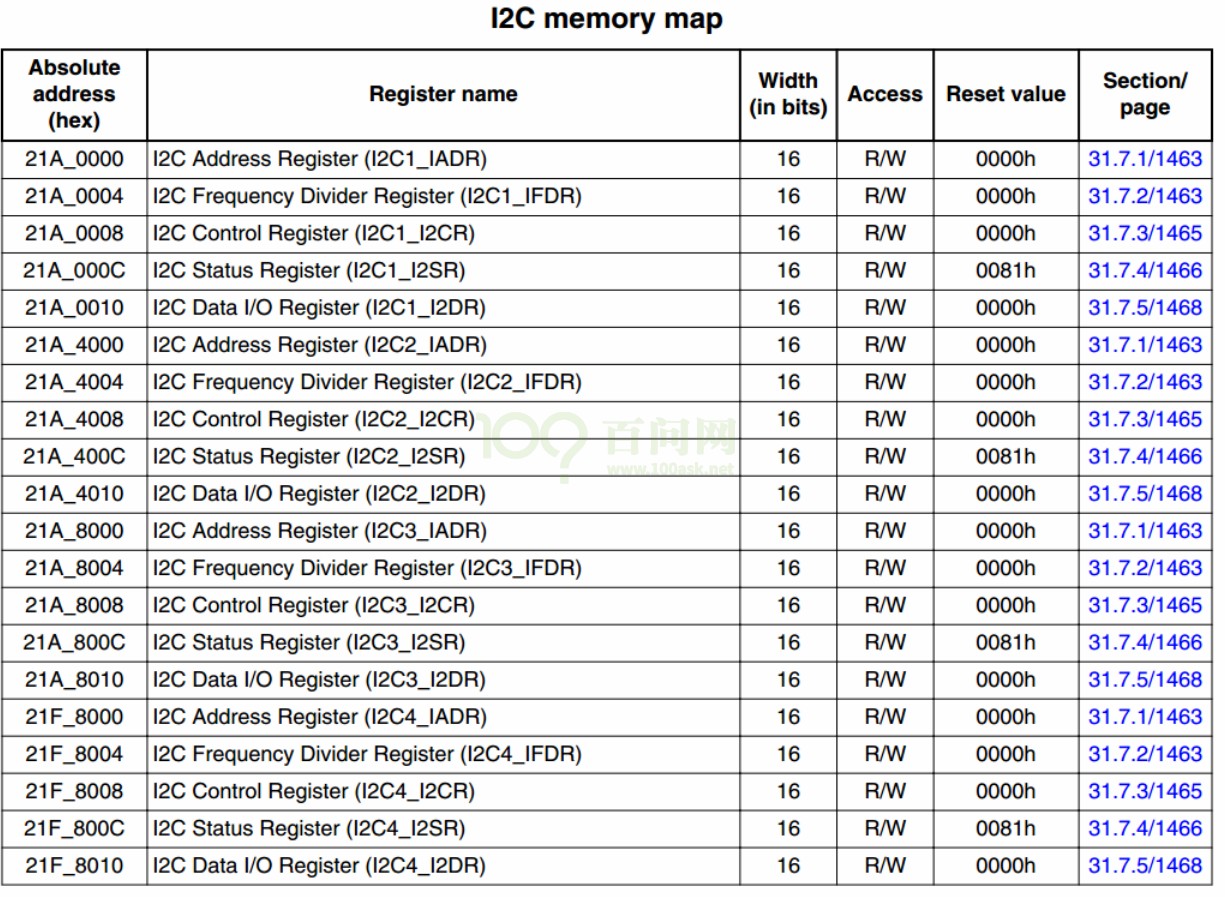 I2C memory map
Absolute address (hex) Register name Width (in bits) Access Reset value Section/ page
21A_0000 I2C Address Register (I2C1_IADR) 16 R/W 0000h 31.7.1/1463
21A_0004 I2C Frequency Divider Register (I2C1_IFDR) 16 R/W 0000h 31.7.2/1463
21A_0008 I2C Control Register (I2C1_I2CR) 16 R/W 0000h 31.7.3/1465
21A_000C I2C Status Register (I2C1_I2SR) 16 R/W 0081h 31.7.4/1466
21A_0010 I2C Data I/O Register (I2C1_I2DR) 16 R/W 0000h 31.7.5/1468
21A_4000 I2C Address Register (I2C2_IADR) 16 R/W 0000h 31.7.1/1463
21A_4004 I2C Frequency Divider Register (I2C2_IFDR) 16 R/W 0000h 31.7.2/1463
21A_4008 I2C Control Register (I2C2_I2CR) 16 R/W 0000h 31.7.3/1465
100 百问网
21A_400C I2C Status Register (I2C2_I2SR) 16 R/W 0081h 31.7.4/1466
www.100ask.net
21A_4010 I2C Data I/O Register (I2C2_I2DR) 16 R/W 0000h 31.7.5/1468
21A_8000 I2C Address Register (I2C3_IADR) 16 R/W 0000h 31.7.1/1463
21A_8004 I2C Frequency Divider Register (I2C3_IFDR) 16 R/W 0000h 31.7.2/1463
21A_8008 I2C Control Register (I2C3_I2CR) 16 R/W 0000h 31.7.3/1465
21A_800C I2C Status Register (I2C3_I2SR) 16 R/W 0081h 31.7.4/1466
21A_8010 I2C Data I/O Register (I2C3_I2DR) 16 R/W 0000h 31.7.5/1468
21F_8000 I2C Address Register (I2C4_IADR) 16 R/W 0000h 31.7.1/1463
21F_8004 I2C Frequency Divider Register (I2C4_IFDR) 16 R/W 0000h 31.7.2/1463
21F_8008 I2C Control Register (I2C4_I2CR) 16 R/W 0000h 31.7.3/1465
21F_800C I2C Status Register (I2C4_I2SR) 16 R/W 0081h 31.7.4/1466
21F_8010 I2C Data I/O Register (I2C4_I2DR) 16 R/W 0000h 31.7.5/1468